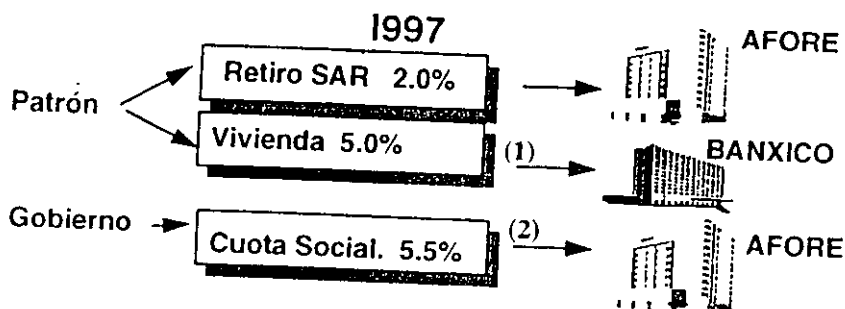 1997
Retiro SAR 2.0%
AFORE
Patrón
Vivienda 5.0%
(1)
BANXICO
Gobierno
Cuota Social. 5.5%
(2)
AFORE